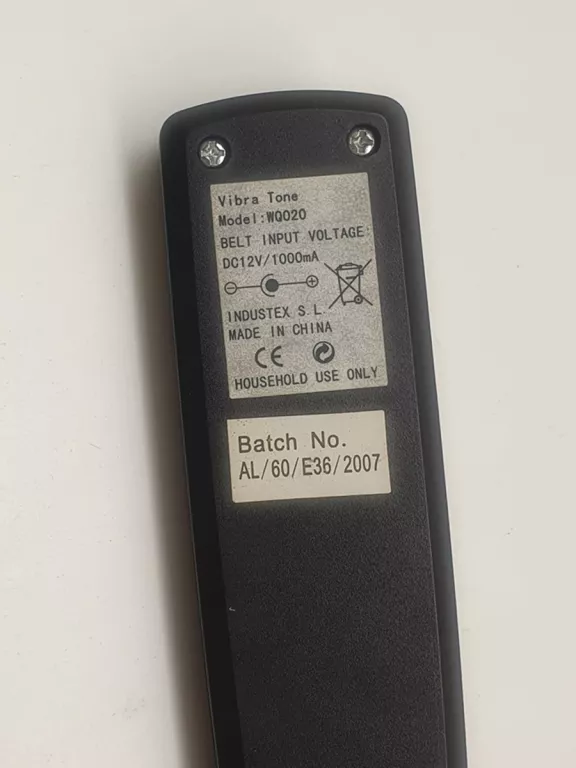 Vibra Tone
Model:WQ020
BELT INPUT VOLTAGE:
DC12V/1000mA
INDUSTEX S.L.
MADE IN CHINA
CE
HOUSEHOLD USE ONLY
Batch No.
AL/60/E36/2007